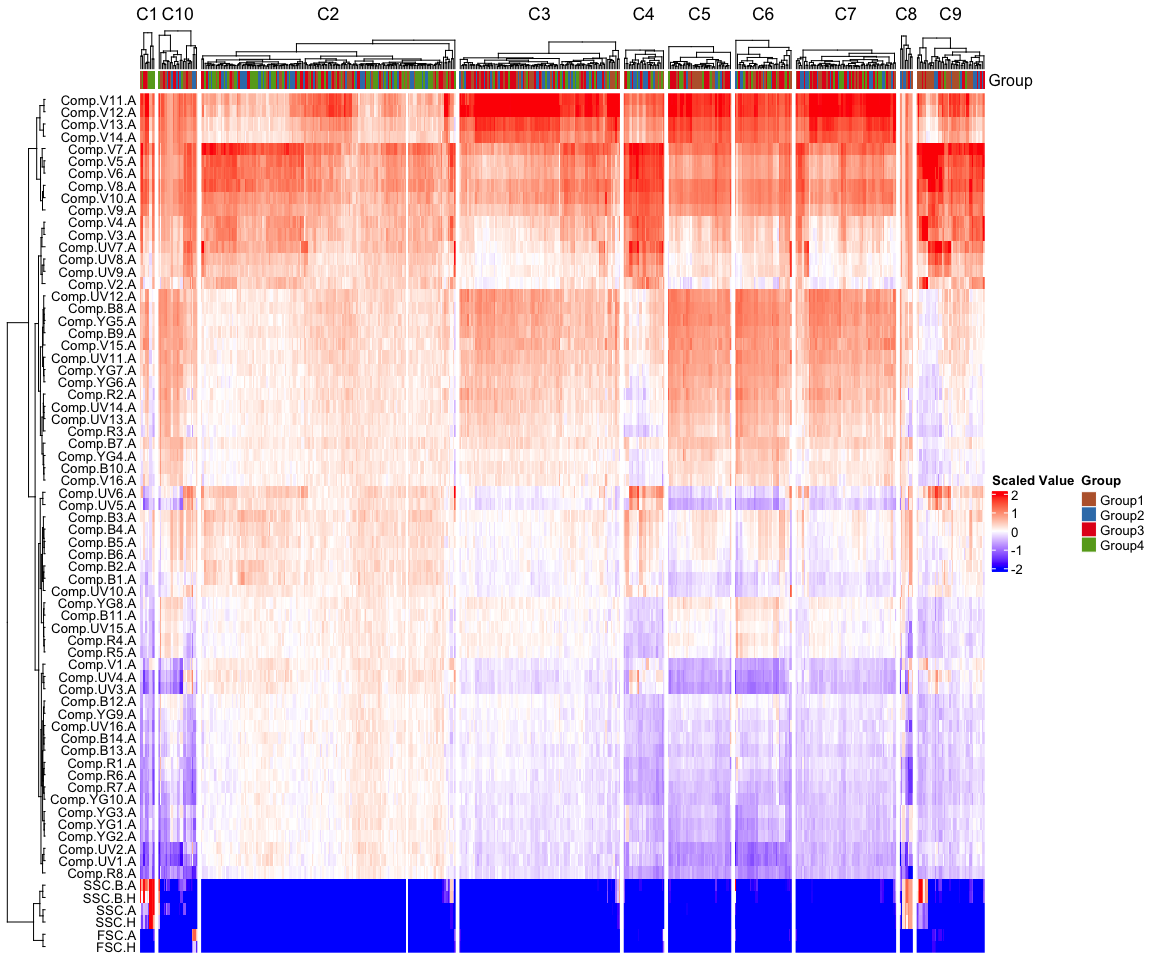 C1 C10 C2 C3 C4 C5 C6 C7 C8 C9
Group
Comp.V11.A
Comp.V12.A
Comp.V13.A
Comp.V14.A
Comp.V7.A
Comp.V5.A
Comp.V6.A
Comp.V8.A
Comp.V10.A
Comp.V9.A
Comp.V4.A
Comp.V3.A
Comp.UV7.A
Comp.UV8.A
Comp.UV9.A
Comp.V2.A
Comp.UV12.A
Comp.B8.A
Comp.YG5.A
Comp.B9.A
Comp.V15.A
Comp.UV11.A
Comp.YG7.A
Comp.YG6.A
Comp.R2.A
Comp.UV14.A
Comp.UV13.A
Comp.R3.A
Comp.B7.A
Comp.YG4.A
Comp.B10.A
Comp.V16.A
Comp.UV6.A
Comp.UV5.A
Comp.B3.A
Comp.B4.A
Comp.B5.A
Comp.B6.A
Comp.B2.A
Comp.B1.A
Comp.UV10.A
Comp.YG8.A
Comp.B11.A
Comp.UV15.A
Comp.R4.A
Comp.R5.A
Comp.V1.A
Comp.UV4.A
Comp.UV3.A
Comp.B12.A
Comp.YG9.A
Comp.UV16.A
Comp.B14.A
Comp.B13.A
Comp.R1.A
Comp.R6.A
Comp.R7.A
Comp.YG10.A
Comp.YG3.A
Comp.YG1.A
Comp.YG2.A
Comp.UV2.A
Comp.UV1.A
Comp.R8.A
SSC.B.A
SSC.B.H
SSC.A
SSC.H
FSC.A
FSC.H
Scaled Value
2
1
0
-1
-2
Group
Group1
Group2
Group3
Group4